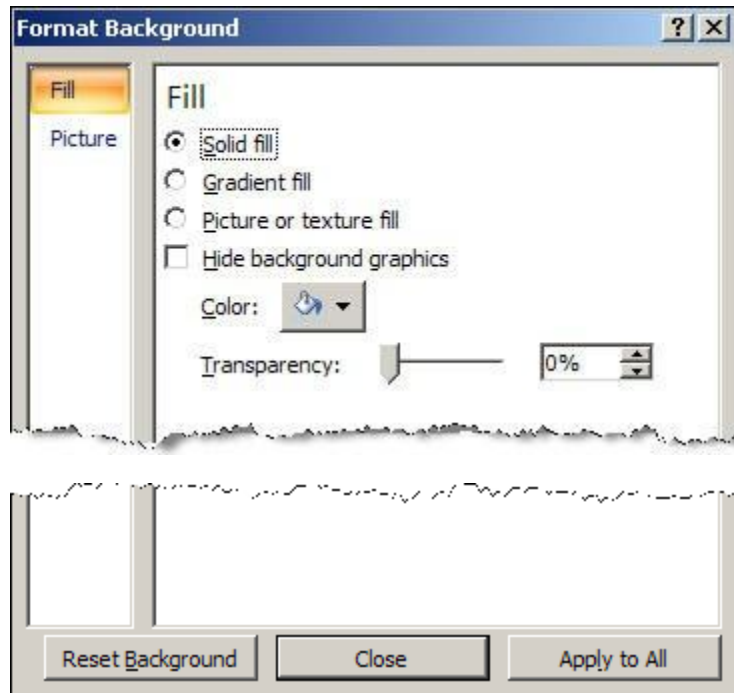 Format Background
? ×
Fill
Picture
Fill
Solid fill
Gradient fill
Picture or texture fill
Hide background graphics
Color:
Transparency: 0%
Reset Background Close Apply to All